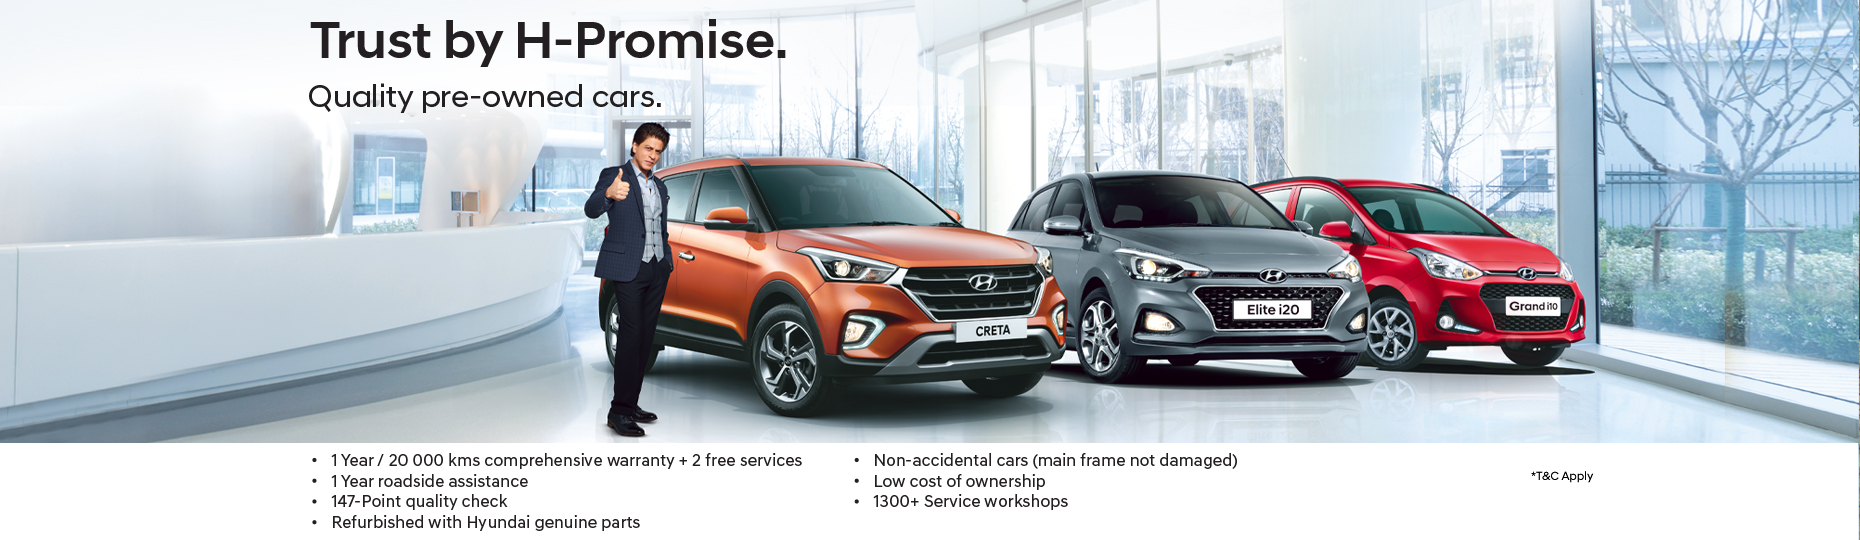 Trust by H-Promise.
Quality pre-owned cars.
CRETA
Elite i20
Grand i10
• 1 Year / 20 000 kms comprehensive warranty + 2 free services
• 1 Year roadside assistance
• 147-Point quality check
• Refurbished with Hyundai genuine parts
• Non-accidental cars (main frame not damaged)
• Low cost of ownership
• 1300+ Service workshops
*T&C Apply